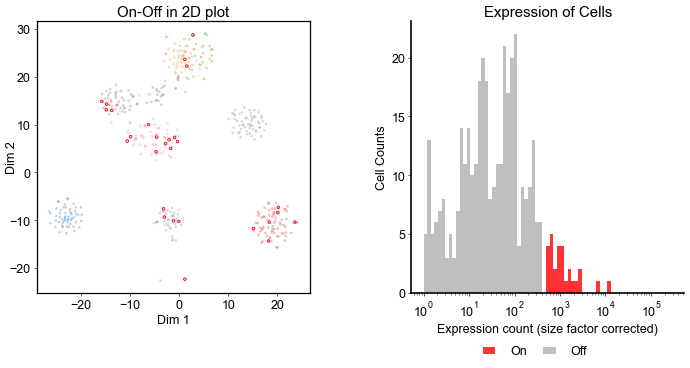 On-Off in 2D plot
30
20
10
0
−10
−20
−20
−10
0
10
20
Dim 2
Dim 1
Expression of Cells
20
15
10
5
0
10^0
10^1
10^2
10^3
10^4
10^5
Cell Counts
Expression count (size factor corrected)
On
Off